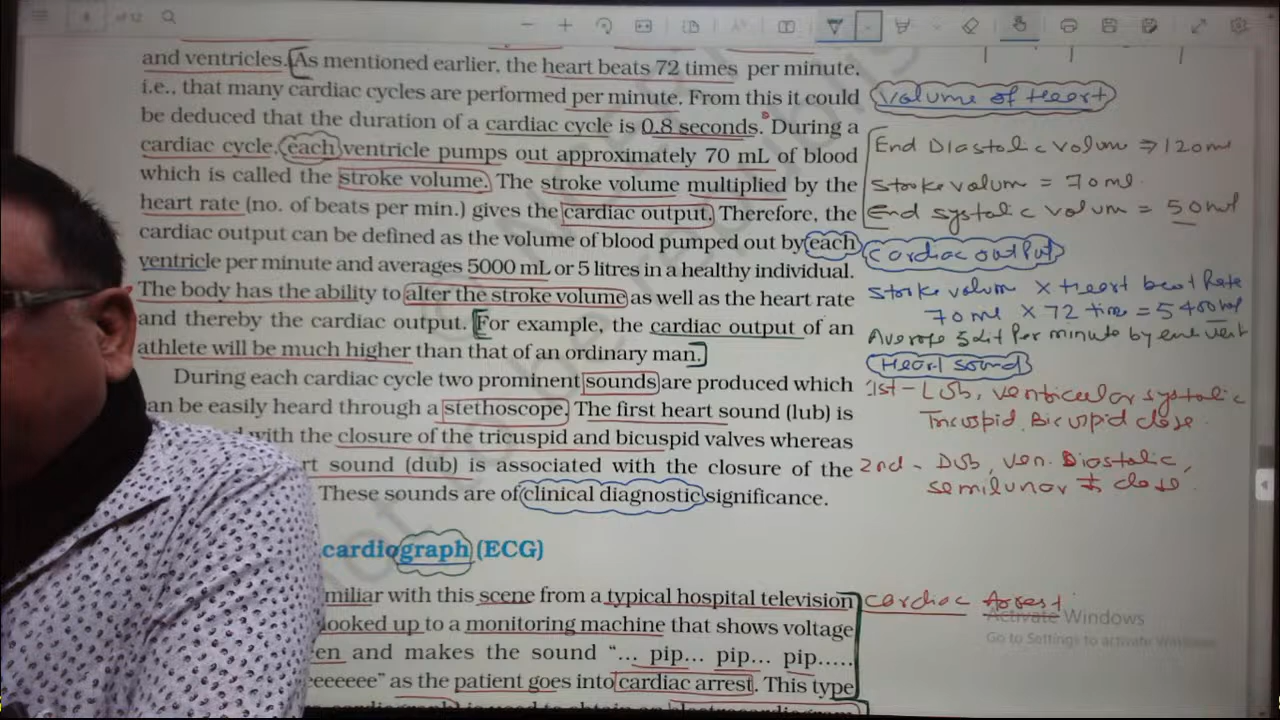 and ventricles. As mentioned earlier, the heart beats 72 times per minute,
i.e., that many cardiac cycles are performed per minute. From this it could
be deduced that the duration of a cardiac cycle is 0.8 seconds. During a
cardiac cycle, each ventricle pumps out approximately 70 mL of blood
which is called the stroke volume. The stroke volume multiplied by the
heart rate (no. of beats per min.) gives the cardiac output. Therefore, the
cardiac output can be defined as the volume of blood pumped out by each
ventricle per minute and averages 5000 mL or 5 litres in a healthy individual.
The body has the ability to alter the stroke volume as well as the heart rate
and thereby the cardiac output. For example, the cardiac output of an
athlete will be much higher than that of an ordinary man.
During each cardiac cycle two prominent sounds are produced which
an be easily heard through a stethoscope. The first heart sound (lub) is
with the closure of the tricuspid and bicuspid valves whereas
rt sound (dub) is associated with the closure of the
These sounds are of clinical diagnostic significance.
cardiograph (ECG)
miliar with this scene from a typical hospital television
looked up to a monitoring machine that shows voltage
en and makes the sound “... pip... pip... pip.....
eeeeeee” as the patient goes into cardiac arrest. This type
Volume of Heart
End Diastolic volum ⇒ 120ml
stroke volum = 70ml
End systolic volum = 50ml
Cardiac output
stroke volum × Heart beat Rate
70ml × 72 time = 5400ml
Average 5 lit per minute by one vent
Heart sound
1st - Lub, ventricular systolic
Tricuspid, Bicuspid close
2nd - Dub, ven. Diastolic,
semilunar close
Cardiac Arrest
Activate Windows
Go to Settings to activate Windows.